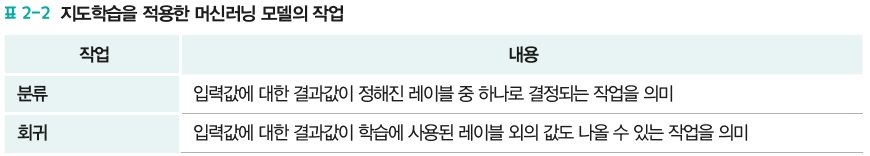 표 2-2 지도학습을 적용한 머신러닝 모델의 작업
작업 내용
분류 입력값에 대한 결과값이 정해진 레이블 중 하나로 결정되는 작업을 의미
회귀 입력값에 대한 결과값이 학습에 사용된 레이블 외의 값도 나올 수 있는 작업을 의미